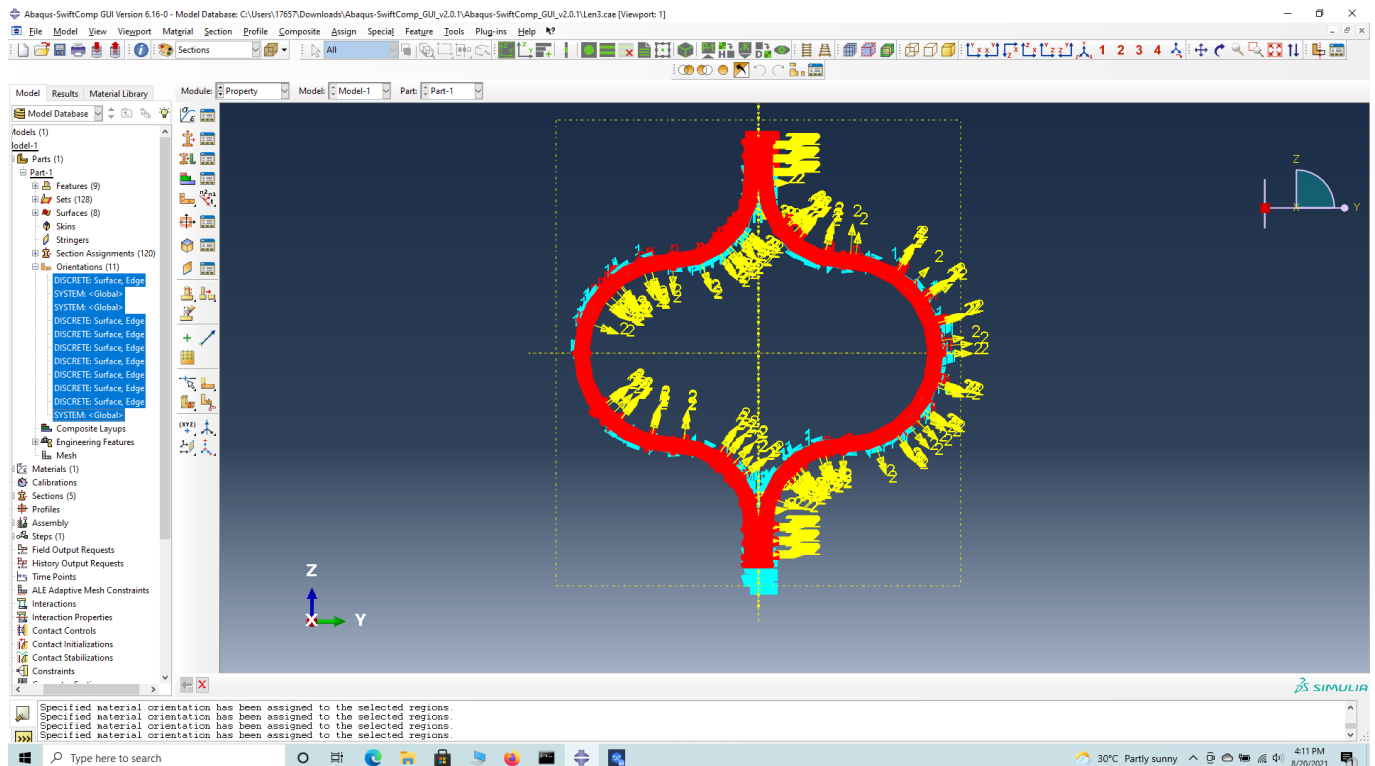 Abaqus-SwiftComp GUI Version 6.16-0 - Model Database: C:\Users\17657\Downloads\Abaqus-SwiftComp_GUI_v2.0.1\Abaqus-SwiftComp_GUI_v2.0.1\Len3.cae [Viewport: 1]
File Model View Viewport Material Section Profile Composite Assign Special Feature Tools Plug-ins Help
Sections All 1 2 3 4
Model Results Material Library Module: Property Model: Model-1 Part: Part-1
Model Database
Models (1)
lodel-1
Parts (1)
Part-1
Features (9)
Sets (128)
Surfaces (8)
Skins
Stringers
Section Assignments (120)
Orientations (11)
DISCRETE: Surface, Edge
SYSTEM: <Global>
SYSTEM: <Global>
DISCRETE: Surface, Edge
DISCRETE: Surface, Edge
DISCRETE: Surface, Edge
DISCRETE: Surface, Edge
DISCRETE: Surface, Edge
DISCRETE: Surface, Edge
DISCRETE: Surface, Edge
SYSTEM: <Global>
Composite Layups
Engineering Features
Mesh
Materials (1)
Calibrations
Sections (5)
Profiles
Assembly
Steps (1)
Field Output Requests
History Output Requests
Time Points
ALE Adaptive Mesh Constraints
Interactions
Interaction Properties
Contact Controls
Contact Initializations
Contact Stabilizations
Constraints
Z
Y
X
Z
Y
X
SIMULIA
Specified material orientation has been assigned to the selected regions.
Specified material orientation has been assigned to the selected regions.
Specified material orientation has been assigned to the selected regions.
Specified material orientation has been assigned to the selected regions.
Type here to search
30°C Partly sunny
4:11 PM
8/20/2021